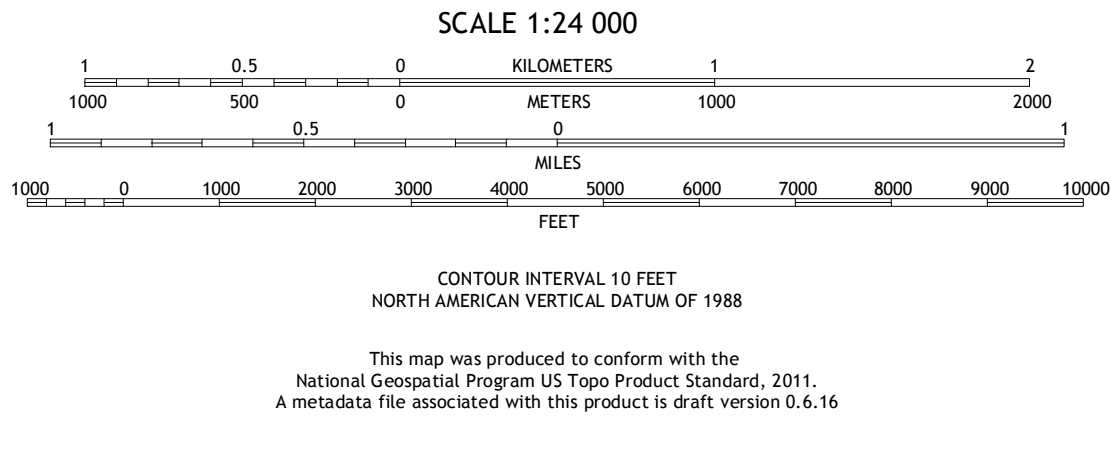 SCALE 1:24 000
1 0.5 0 KILOMETERS 1 2
1000 500 0 METERS 1000 2000
1 0.5 0 1
MILES
1000 0 1000 2000 3000 4000 5000 6000 7000 8000 9000 10000
FEET
CONTOUR INTERVAL 10 FEET
NORTH AMERICAN VERTICAL DATUM OF 1988
This map was produced to conform with the
National Geospatial Program US Topo Product Standard, 2011.
A metadata file associated with this product is draft version 0.6.16